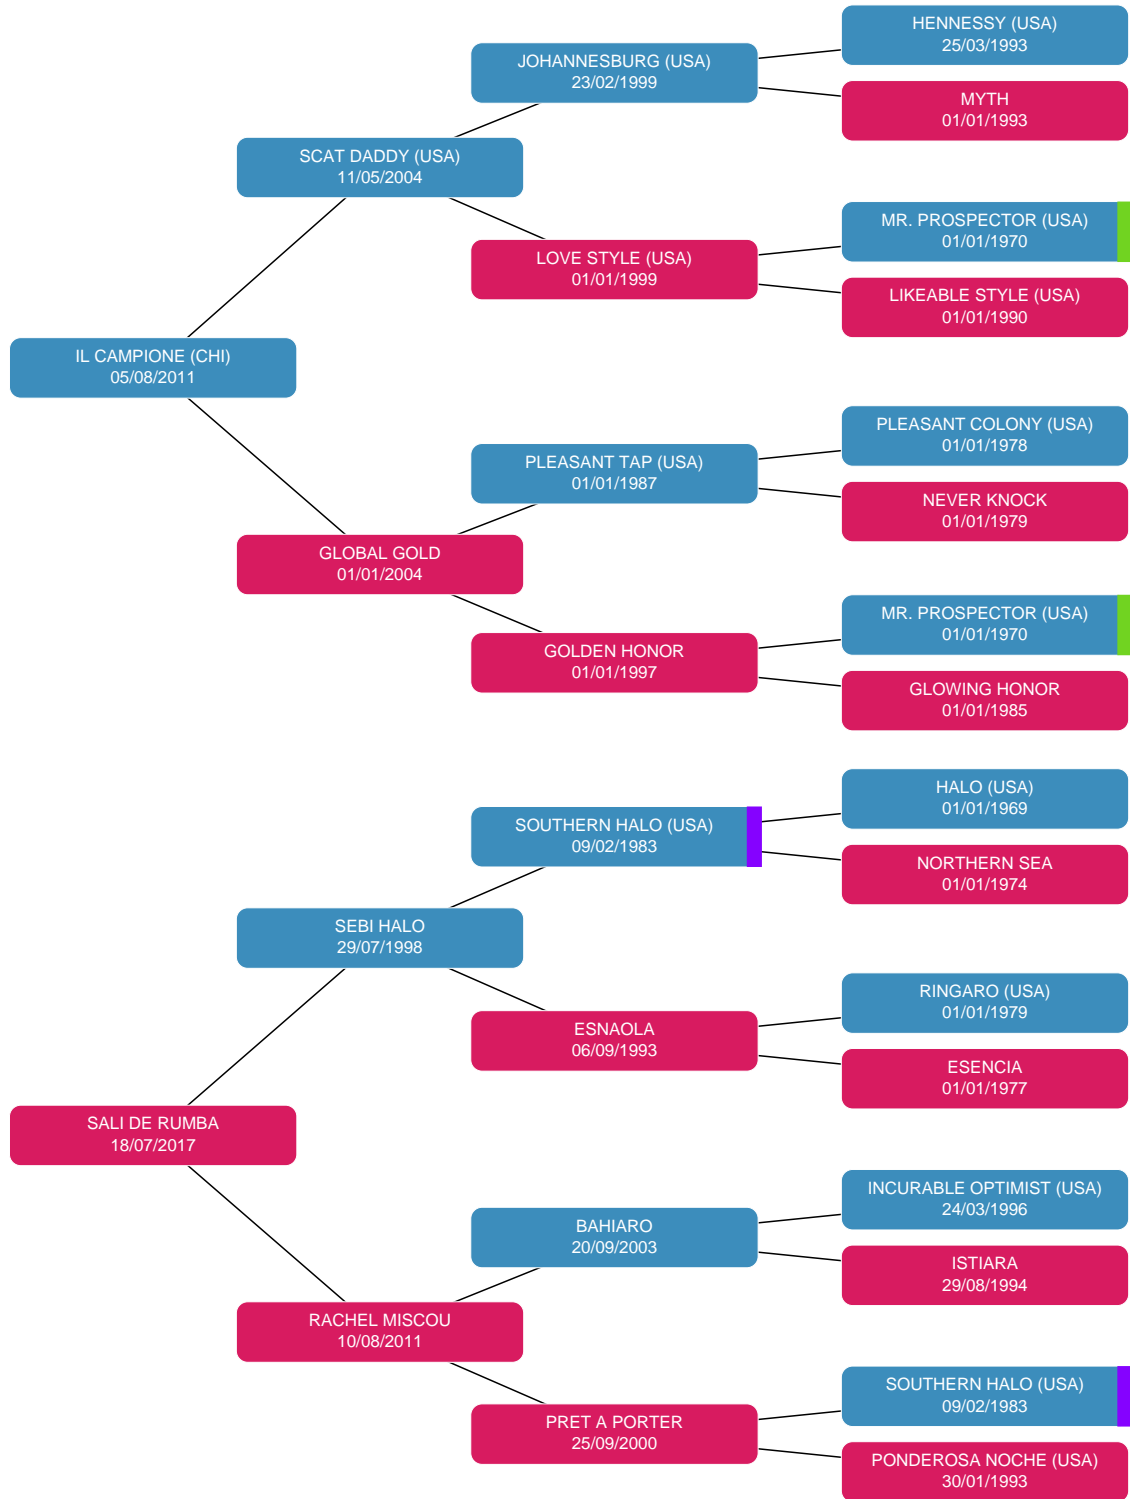 HENNESSY (USA)
25/03/1993
JOHANNESBURG (USA)
23/02/1999
MYTH
01/01/1993
SCAT DADDY (USA)
11/05/2004
MR. PROSPECTOR (USA)
01/01/1970
LOVE STYLE (USA)
01/01/1999
LIKEABLE STYLE (USA)
01/01/1990
IL CAMPIONE (CHI)
05/08/2011
PLEASANT COLONY (USA)
01/01/1978
PLEASANT TAP (USA)
01/01/1987
NEVER KNOCK
01/01/1979
GLOBAL GOLD
01/01/2004
MR. PROSPECTOR (USA)
01/01/1970
GOLDEN HONOR
01/01/1997
GLOWING HONOR
01/01/1985
HALO (USA)
01/01/1969
SOUTHERN HALO (USA)
09/02/1983
NORTHERN SEA
01/01/1974
SEBI HALO
29/07/1998
RINGARO (USA)
01/01/1979
ESNAOLA
06/09/1993
ESENCIA
01/01/1977
SALI DE RUMBA
18/07/2017
INCURABLE OPTIMIST (USA)
24/03/1996
BAHIARO
20/09/2003
ISTIARA
29/08/1994
RACHEL MISCOU
10/08/2011
SOUTHERN HALO (USA)
09/02/1983
PRET A PORTER
25/09/2000
PONDEROSA NOCHE (USA)
30/01/1993